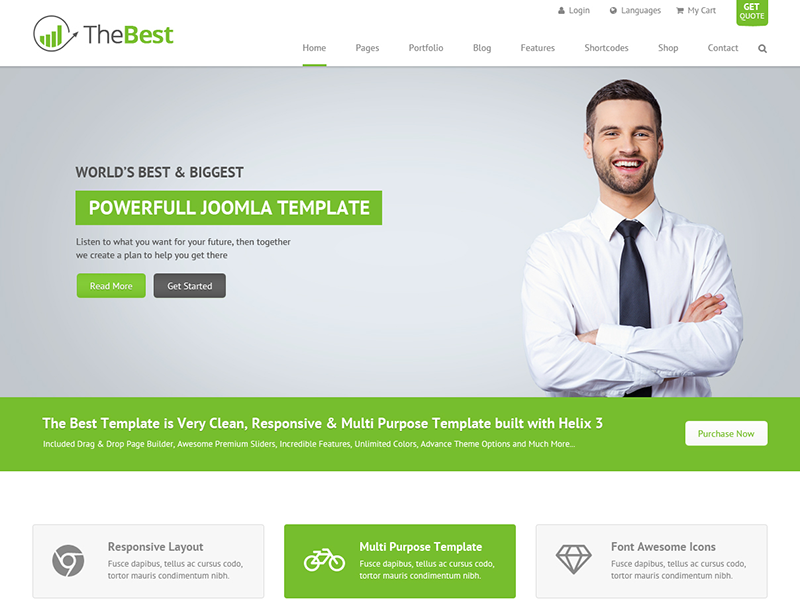 Login
Languages
My Cart
GET
QUOTE
TheBest
Home
Pages
Portfolio
Blog
Features
Shortcodes
Shop
Contact
WORLD'S BEST & BIGGEST
POWERFULL JOOMLA TEMPLATE
Listen to what you want for your future, then together
we create a plan to help you get there
Read More
Get Started
The Best Template is Very Clean, Responsive & Multi Purpose Template built with Helix 3
Included Drag & Drop Page Builder, Awesome Premium Sliders, Incredible Features, Unlimited Colors, Advance Theme Options and Much More...
Purchase Now
Responsive Layout
Fusce dapibus, tellus ac cursus codo,
tortor mauris condimentum nibh.
Multi Purpose Template
Fusce dapibus, tellus ac cursus codo,
tortor mauris condimentum nibh.
Font Awesome Icons
Fusce dapibus, tellus ac cursus codo,
tortor mauris condimentum nibh.